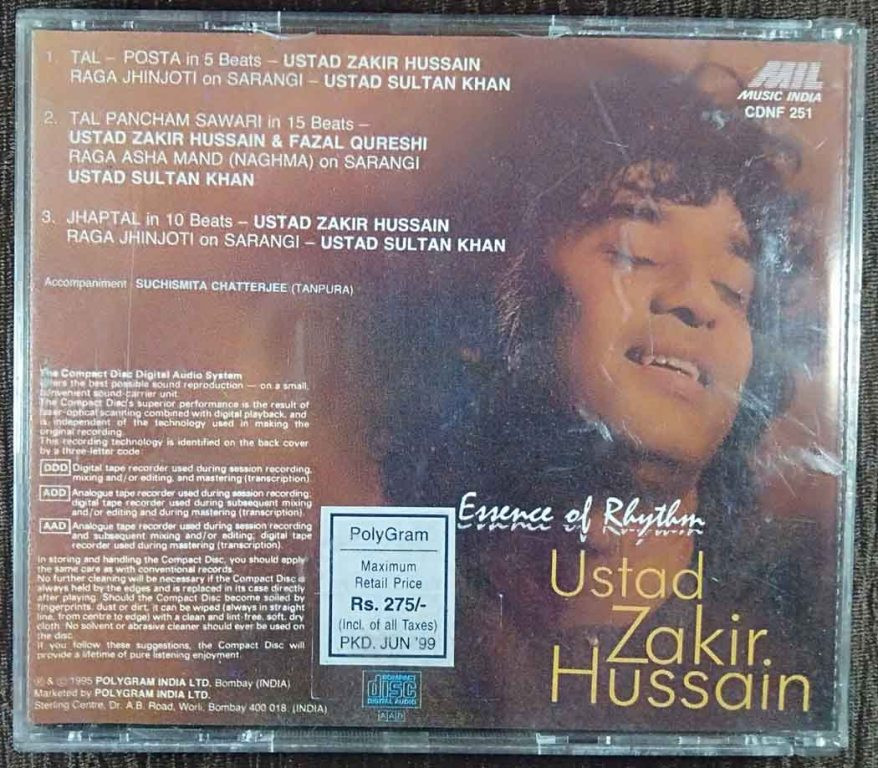 1. TAL – POSTA in 5 Beats – USTAD ZAKIR HUSSAIN
RAGA JHINJOTI on SARANGI – USTAD SULTAN KHAN
2. TAL PANCHAM SAWARI in 15 Beats –
USTAD ZAKIR HUSSAIN & FAZAL QURESHI
RAGA ASHA MAND (NAGHMA) on SARANGI
USTAD SULTAN KHAN
3. JHAPTAL in 10 Beats – USTAD ZAKIR HUSSAIN
RAGA JHINJOTI on SARANGI – USTAD SULTAN KHAN
Accompaniment SUCHISMITA CHATTERJEE (TANPURA)
MIL
MUSIC INDIA
CDNF 251
The Compact Disc Digital Audio System
offers the best possible sound reproduction — on a small,
convenient sound-carrier unit.
The Compact Disc's superior performance is the result of
laser-optical scanning combined with digital playback, and
is independent of the technology used in making the
original recording.
This recording technology is identified on the back cover
by a three-letter code:
DDD Digital tape recorder used during session recording,
mixing and/or editing, and mastering (transcription).
ADD Analogue tape recorder used during session recording;
digital tape recorder used during subsequent mixing
and/or editing and during mastering (transcription).
AAD Analogue tape recorder used during session recording
and subsequent mixing and/or editing; digital tape
recorder used during mastering (transcription).
In storing and handling the Compact Disc, you should apply
the same care as with conventional records.
No further cleaning will be necessary if the Compact Disc is
always held by the edges and is replaced in its case directly
after playing. Should the Compact Disc become soiled by
fingerprints, dust or dirt, it can be wiped (always in straight
line, from centre to edge) with a clean and lint-free, soft, dry
cloth. No solvent or abrasive cleaner should ever be used on
the disc.
If you follow these suggestions, the Compact Disc will
provide a lifetime of pure listening enjoyment.
℗ & © 1995 POLYGRAM INDIA LTD. Bombay (INDIA)
Marketed by POLYGRAM INDIA LTD.
Sterling Centre, Dr. A.B. Road, Worli, Bombay 400 018. (INDIA)
PolyGram
Maximum
Retail Price
Rs. 275/-
(Incl. of all Taxes)
PKD. JUN '99
COMPACT
disc
DIGITAL AUDIO
AAD
Essence of Rhythm
Ustad
Zakir
Hussain